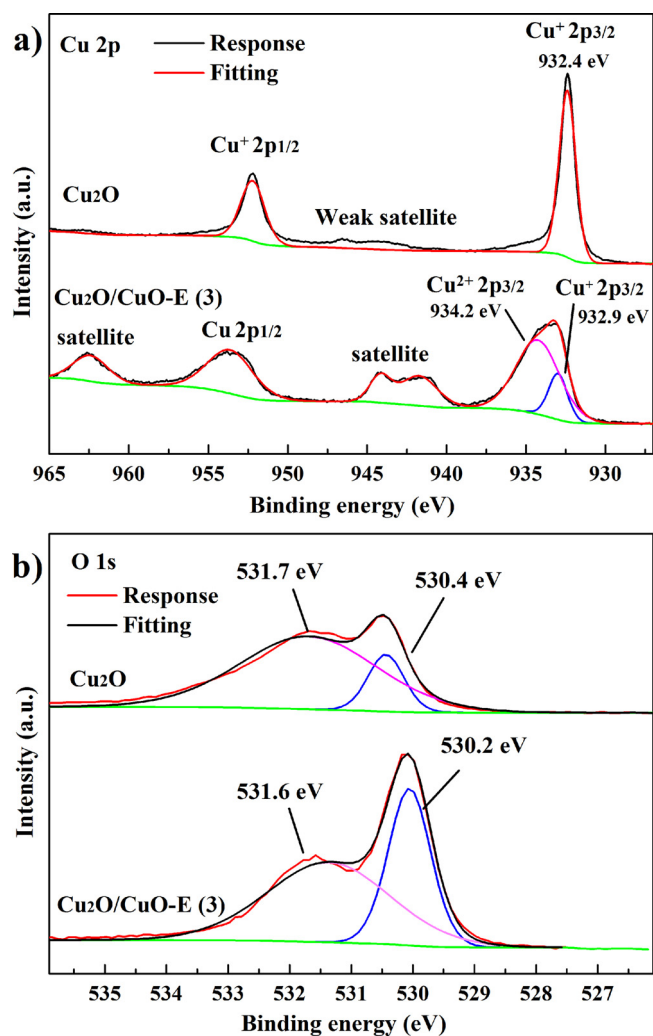 a)
Cu 2p
Response
Fitting
Cu⁺ 2p3/2
932.4 eV
Cu⁺ 2p1/2
Cu2O
Weak satellite
Cu2O/CuO-E (3)
satellite
Cu 2p1/2
satellite
Cu²⁺ 2p3/2
934.2 eV
Cu⁺ 2p3/2
932.9 eV
Intensity (a.u.)
965 960 955 950 945 940 935 930
Binding energy (eV)
b)
O 1s
Response
Fitting
531.7 eV
530.4 eV
Cu2O
531.6 eV
530.2 eV
Cu2O/CuO-E (3)
Intensity (a.u.)
535 534 533 532 531 530 529 528 527
Binding energy (eV)